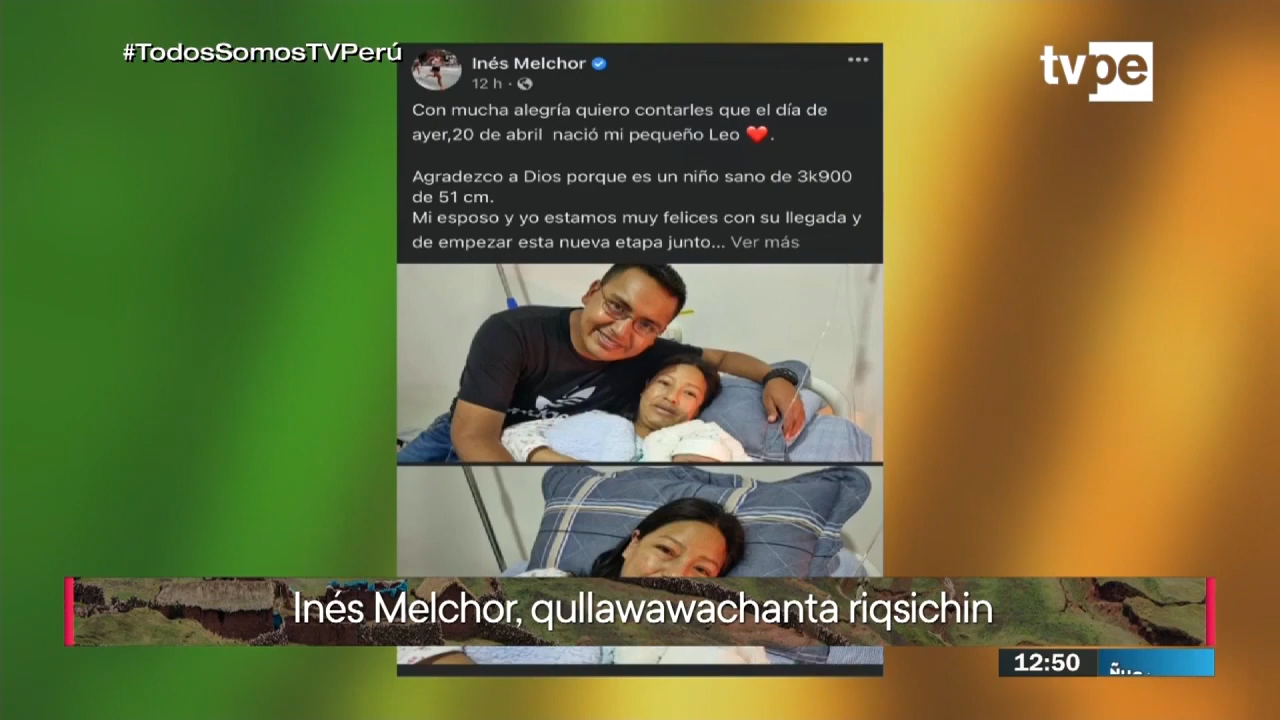 #TodosSomosTVPerú
tvpe
Inés Melchor
12 h ·
Con mucha alegría quiero contarles que el día de
ayer,20 de abril nació mi pequeño Leo ❤️.
Agradezco a Dios porque es un niño sano de 3k900
de 51 cm.
Mi esposo y yo estamos muy felices con su llegada y
de empezar esta nueva etapa junto... Ver más
Inés Melchor, qullawawachanta riqsichin
12:50